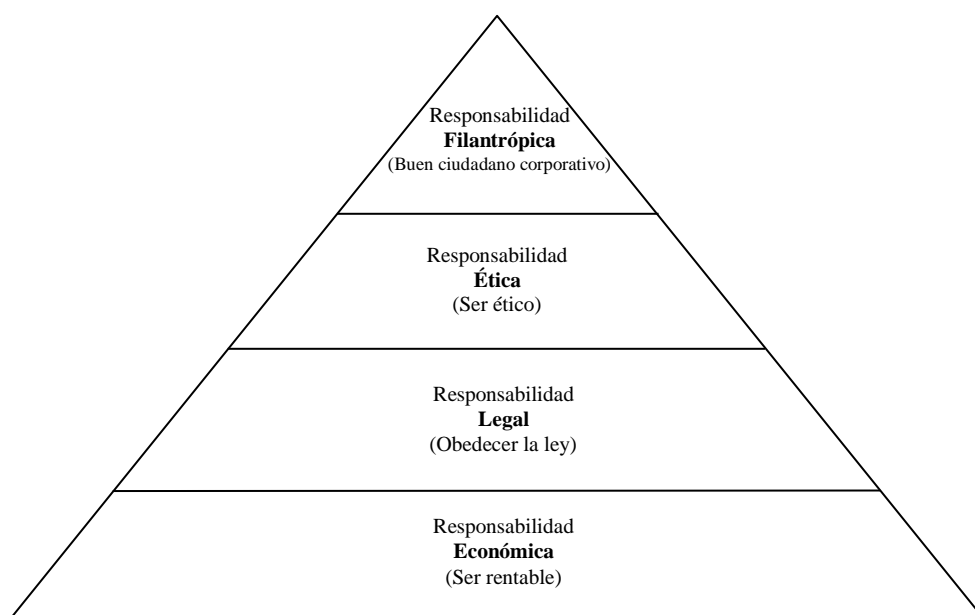 Responsabilidad
Filantrópica
(Buen ciudadano corporativo)
Responsabilidad
Ética
(Ser ético)
Responsabilidad
Legal
(Obedecer la ley)
Responsabilidad
Económica
(Ser rentable)